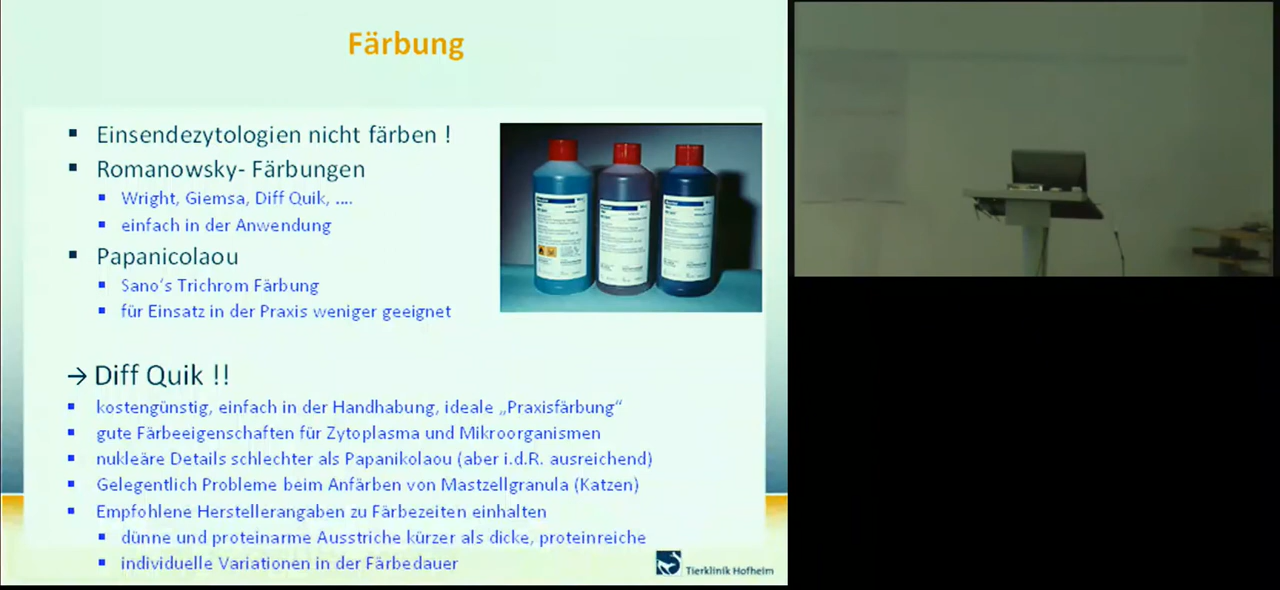 Färbung
Einsendezytologien nicht färben !
Romanowsky- Färbungen
Wright, Giemsa, Diff Quik, ....
einfach in der Anwendung
Papanicolaou
Sano's Trichrom Färbung
für Einsatz in der Praxis weniger geeignet
→ Diff Quik !!
kostengünstig, einfach in der Handhabung, ideale „Praxisfärbung“
gute Färbeeigenschaften für Zytoplasma und Mikroorganismen
nukleäre Details schlechter als Papanikolaou (aber i.d.R. ausreichend)
Gelegentlich Probleme beim Anfärben von Mastzellgranula (Katzen)
Empfohlene Herstellerangaben zu Färbezeiten einhalten
dünne und proteinarme Ausstriche kürzer als dicke, proteinreiche
individuelle Variationen in der Färbedauer
Tierklinik Hofheim